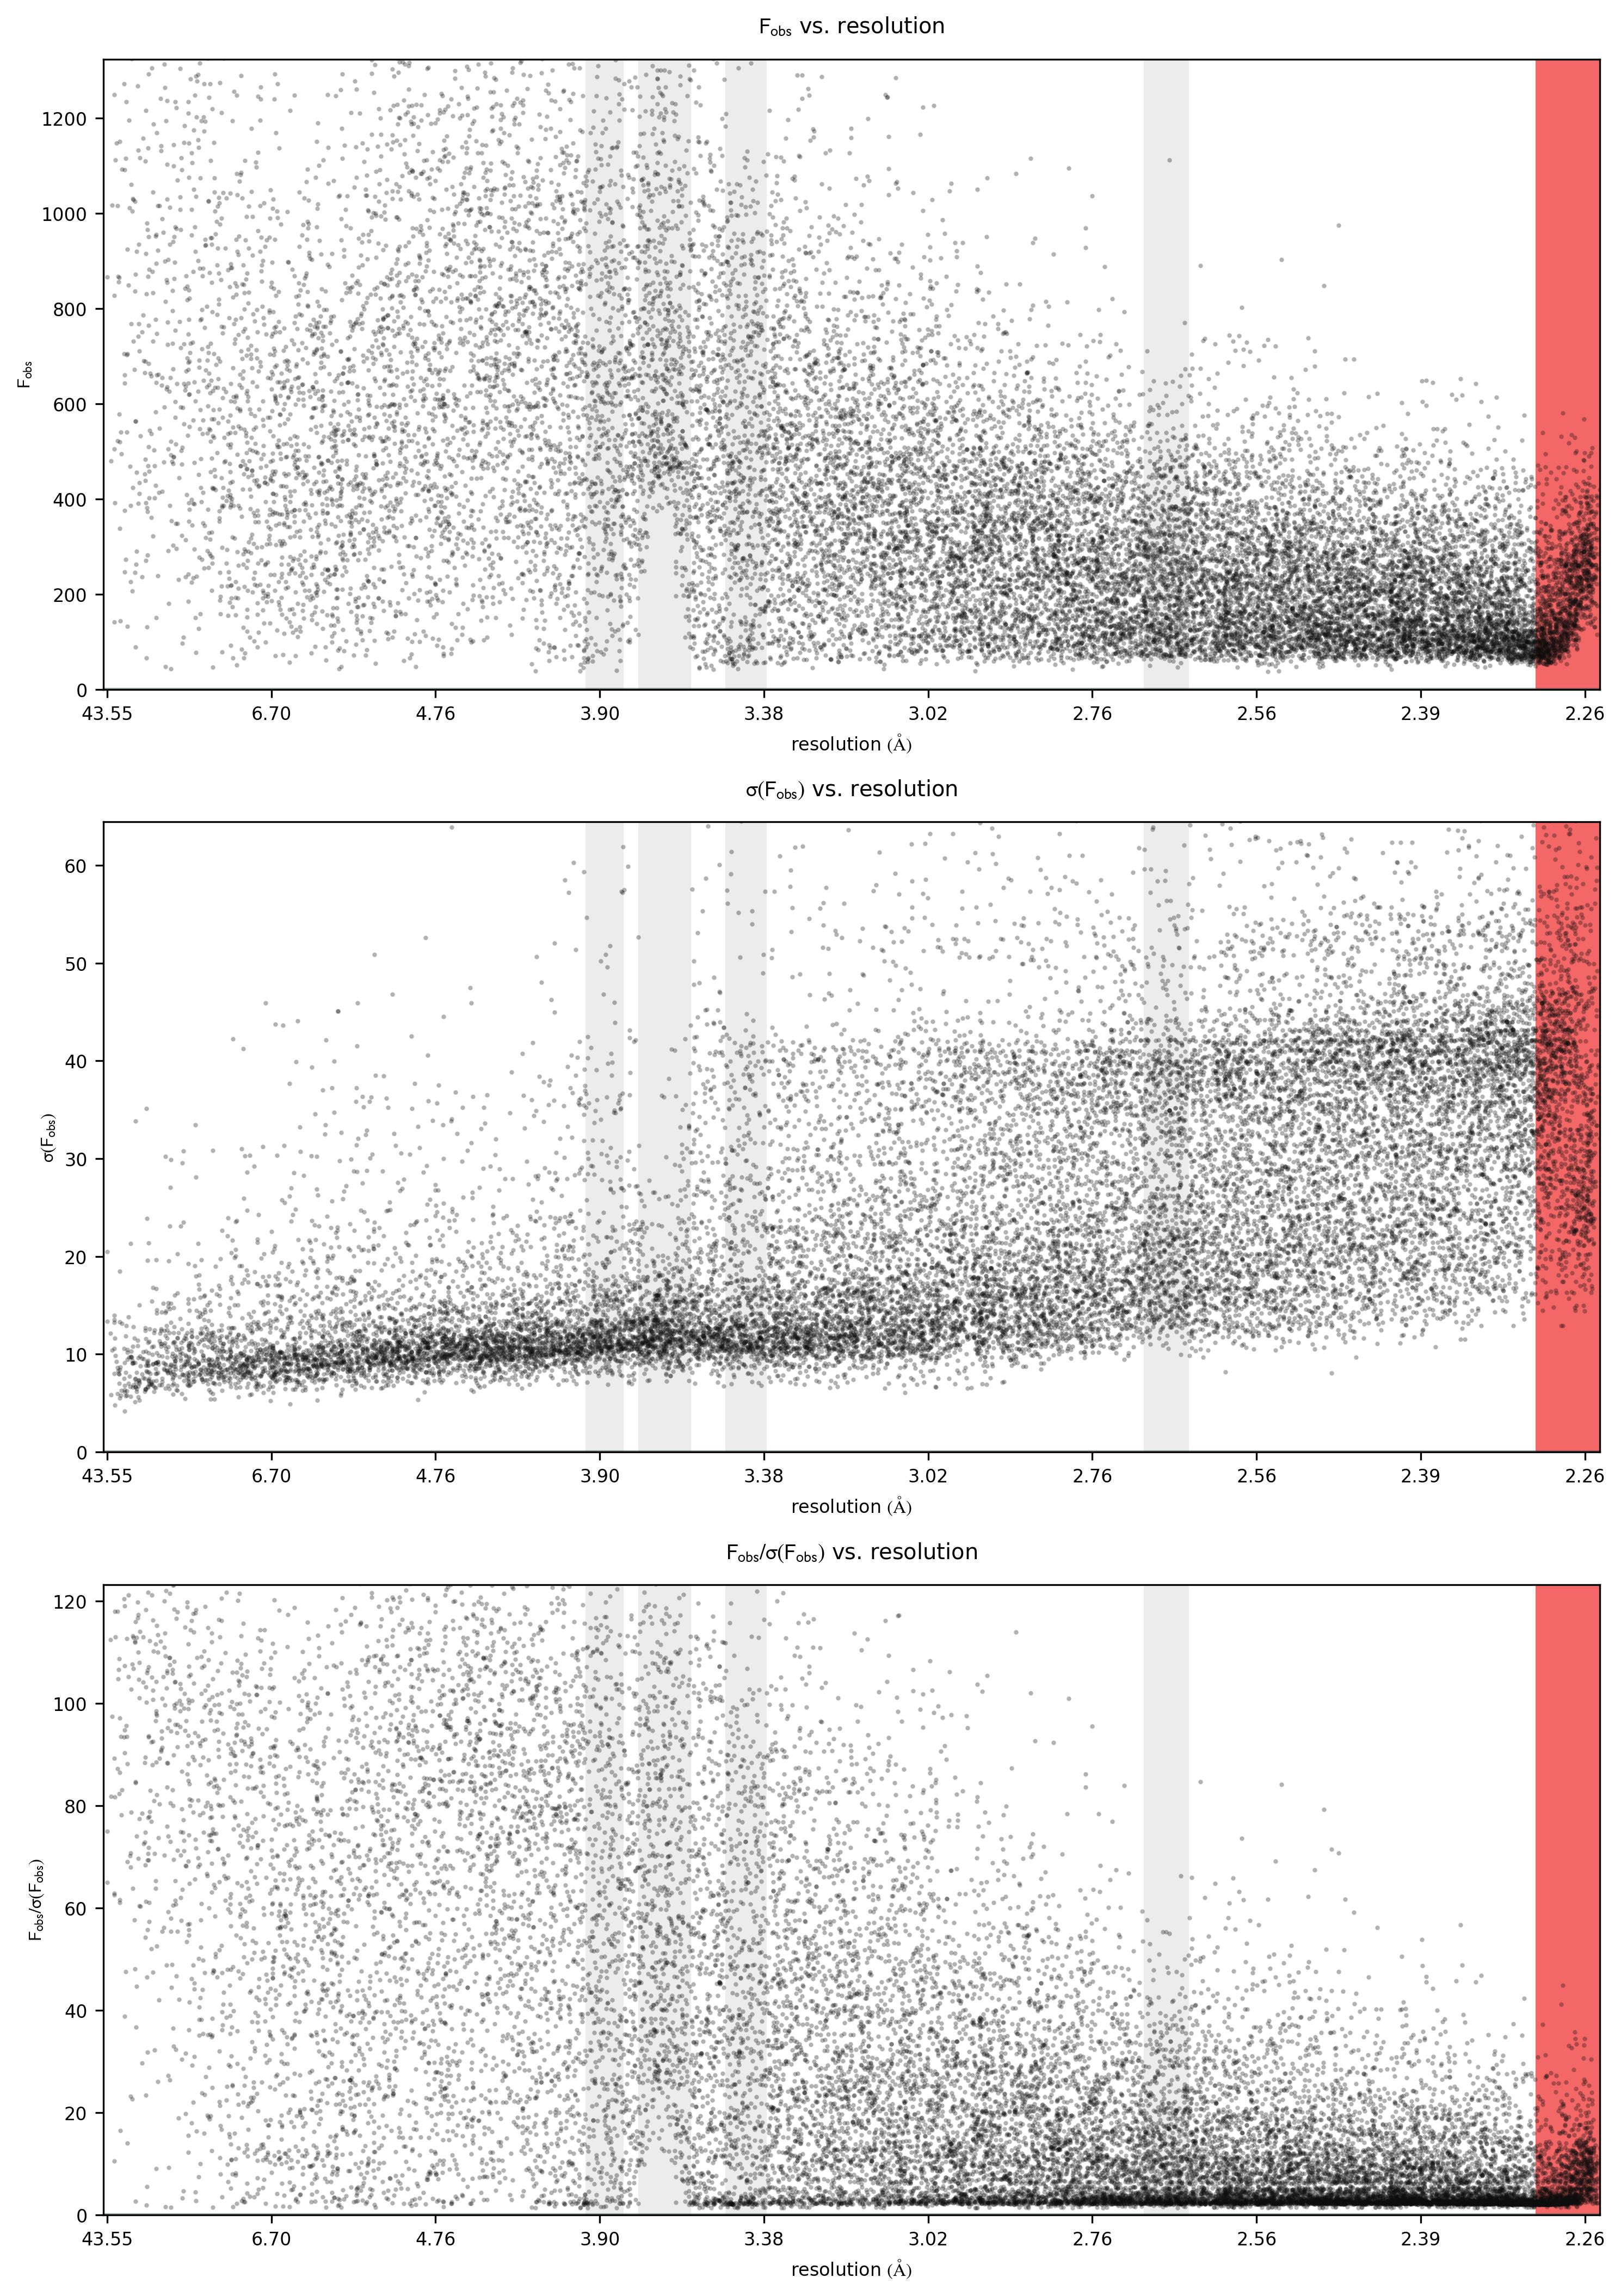 Fobs vs. resolution
1200
1000
800
600
400
200
0
Fobs
43.55 6.70 4.76 3.90 3.38 3.02 2.76 2.56 2.39 2.26
resolution (Å)
σ(Fobs) vs. resolution
60
50
40
30
20
10
0
σ(Fobs)
43.55 6.70 4.76 3.90 3.38 3.02 2.76 2.56 2.39 2.26
resolution (Å)
Fobs/σ(Fobs) vs. resolution
120
100
80
60
40
20
0
Fobs/σ(Fobs)
43.55 6.70 4.76 3.90 3.38 3.02 2.76 2.56 2.39 2.26
resolution (Å)